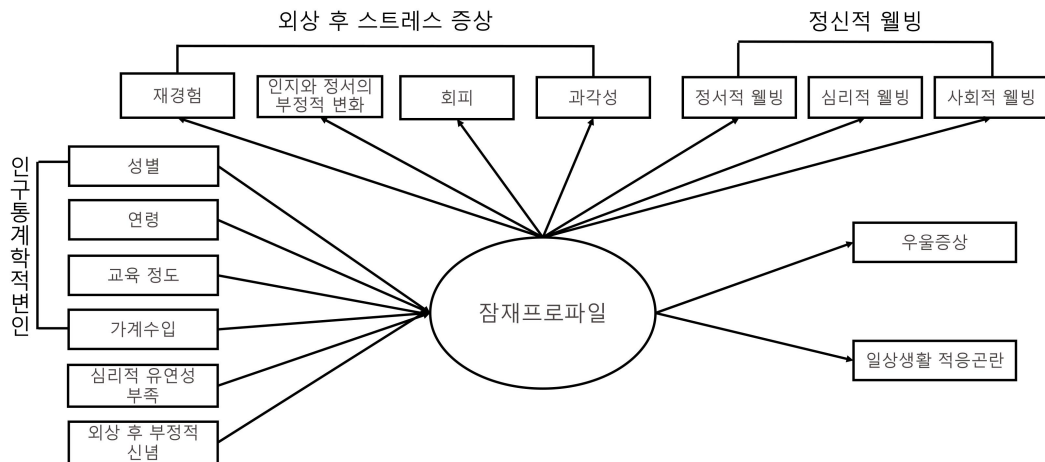 외상 후 스트레스 증상
정신적 웰빙
재경험
인지와 정서의
부정적 변화
회피
과각성
정서적 웰빙
심리적 웰빙
사회적 웰빙
인구통계학적변인
성별
연령
교육 정도
가계수입
심리적 유연성
부족
외상 후 부정적
신념
잠재프로파일
우울증상
일상생활 적응곤란